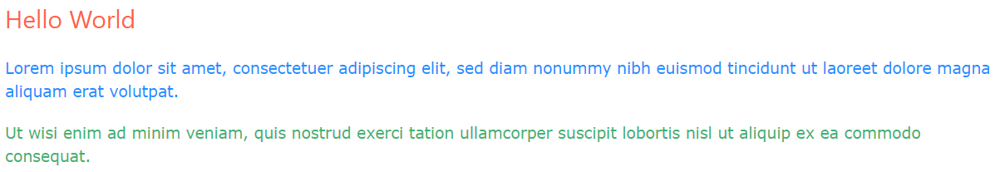 Hello World
Lorem ipsum dolor sit amet, consectetuer adipiscing elit, sed diam nonummy nibh euismod tincidunt ut laoreet dolore magna
aliquam erat volutpat.
Ut wisi enim ad minim veniam, quis nostrud exerci tation ullamcorper suscipit lobortis nisl ut aliquip ex ea commodo
consequat.